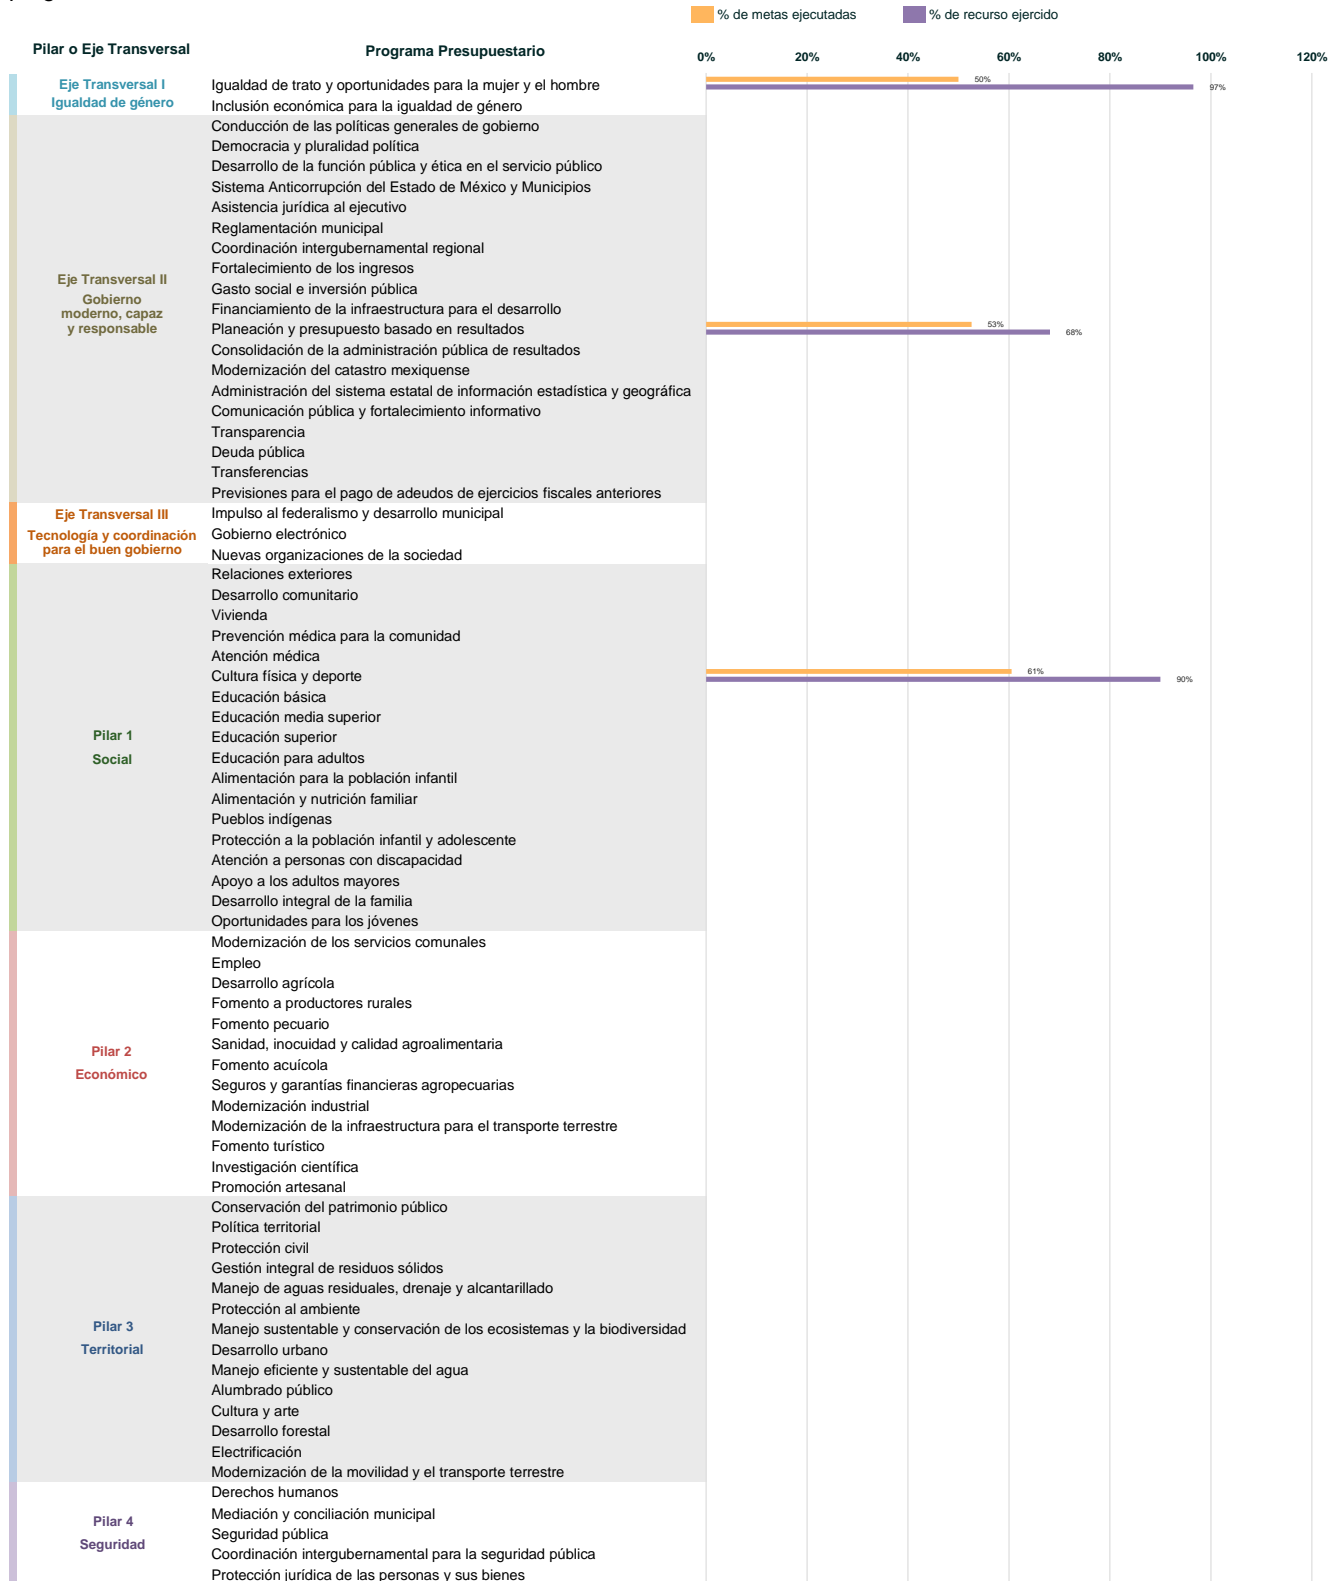 % de metas ejecutadas % de recurso ejercido
Pilar o Eje Transversal Programa Presupuestario 0% 20% 40% 60% 80% 100% 120%
Eje Transversal I
Igualdad de género
Igualdad de trato y oportunidades para la mujer y el hombre 50% 97%
Inclusión económica para la igualdad de género
Eje Transversal II
Gobierno
moderno, capaz
y responsable
Conducción de las políticas generales de gobierno
Democracia y pluralidad política
Desarrollo de la función pública y ética en el servicio público
Sistema Anticorrupción del Estado de México y Municipios
Asistencia jurídica al ejecutivo
Reglamentación municipal
Coordinación intergubernamental regional
Fortalecimiento de los ingresos
Gasto social e inversión pública
Financiamiento de la infraestructura para el desarrollo
Planeación y presupuesto basado en resultados 53% 68%
Consolidación de la administración pública de resultados
Modernización del catastro mexiquense
Administración del sistema estatal de información estadística y geográfica
Comunicación pública y fortalecimiento informativo
Transparencia
Deuda pública
Transferencias
Previsiones para el pago de adeudos de ejercicios fiscales anteriores
Eje Transversal III
Tecnología y coordinación
para el buen gobierno
Impulso al federalismo y desarrollo municipal
Gobierno electrónico
Nuevas organizaciones de la sociedad
Pilar 1
Social
Relaciones exteriores
Desarrollo comunitario
Vivienda
Prevención médica para la comunidad
Atención médica
Cultura física y deporte 61% 90%
Educación básica
Educación media superior
Educación superior
Educación para adultos
Alimentación para la población infantil
Alimentación y nutrición familiar
Pueblos indígenas
Protección a la población infantil y adolescente
Atención a personas con discapacidad
Apoyo a los adultos mayores
Desarrollo integral de la familia
Oportunidades para los jóvenes
Pilar 2
Económico
Modernización de los servicios comunales
Empleo
Desarrollo agrícola
Fomento a productores rurales
Fomento pecuario
Sanidad, inocuidad y calidad agroalimentaria
Fomento acuícola
Seguros y garantías financieras agropecuarias
Modernización industrial
Modernización de la infraestructura para el transporte terrestre
Fomento turístico
Investigación científica
Promoción artesanal
Pilar 3
Territorial
Conservación del patrimonio público
Política territorial
Protección civil
Gestión integral de residuos sólidos
Manejo de aguas residuales, drenaje y alcantarillado
Protección al ambiente
Manejo sustentable y conservación de los ecosistemas y la biodiversidad
Desarrollo urbano
Manejo eficiente y sustentable del agua
Alumbrado público
Cultura y arte
Desarrollo forestal
Electrificación
Modernización de la movilidad y el transporte terrestre
Pilar 4
Seguridad
Derechos humanos
Mediación y conciliación municipal
Seguridad pública
Coordinación intergubernamental para la seguridad pública
Protección jurídica de las personas y sus bienes